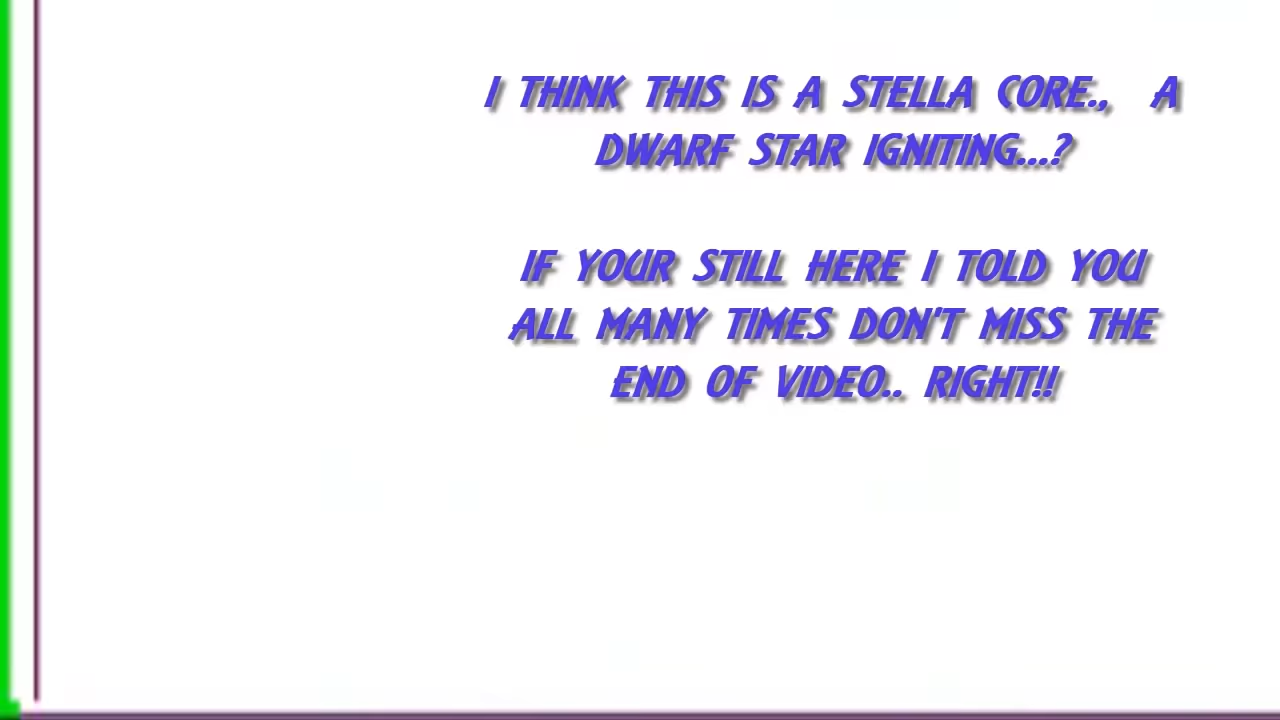 I THINK THIS IS A STELLA CORE., A
DWARF STAR IGNITING...?
IF YOUR STILL HERE I TOLD YOU
ALL MANY TIMES DON'T MISS THE
END OF VIDEO.. RIGHT!!